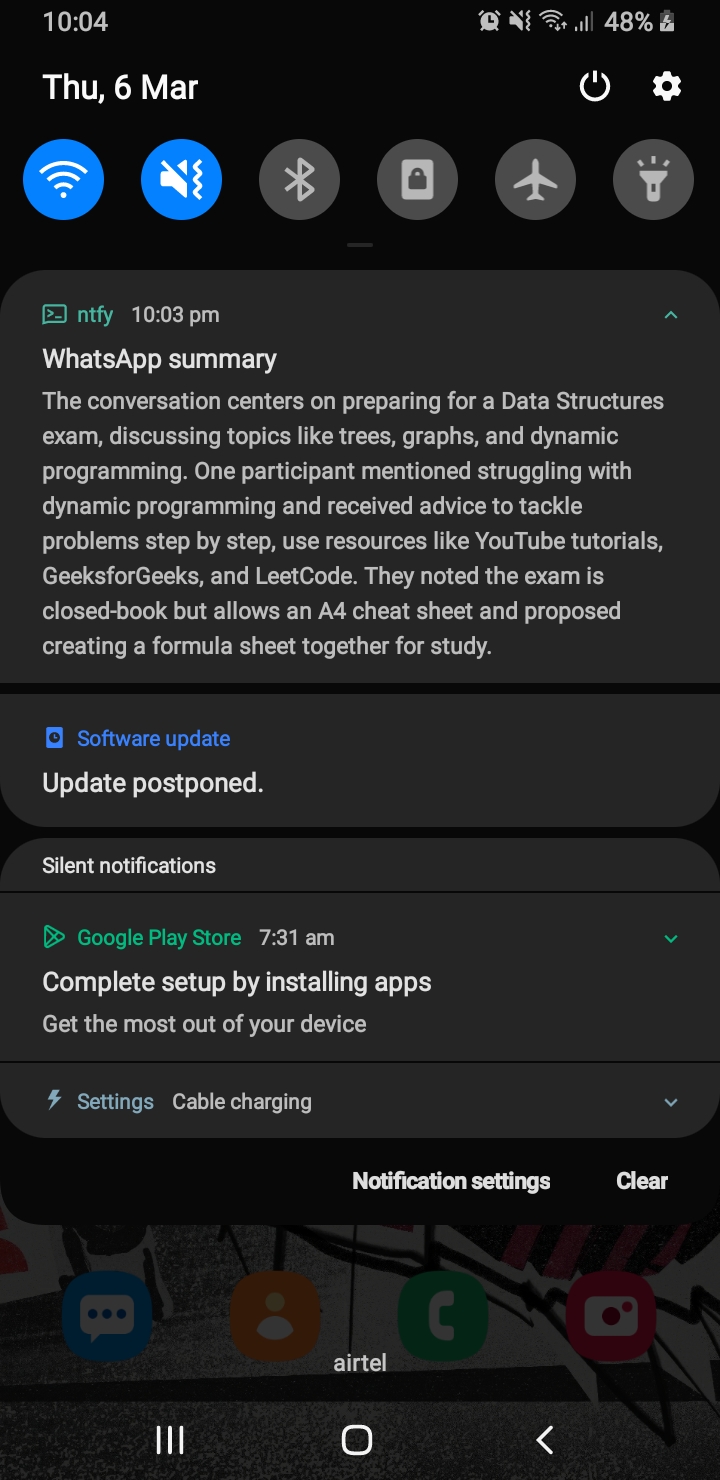 10:04 48%
Thu, 6 Mar
ntfy 10:03 pm
WhatsApp summary
The conversation centers on preparing for a Data Structures
exam, discussing topics like trees, graphs, and dynamic
programming. One participant mentioned struggling with
dynamic programming and received advice to tackle
problems step by step, use resources like YouTube tutorials,
GeeksforGeeks, and LeetCode. They noted the exam is
closed-book but allows an A4 cheat sheet and proposed
creating a formula sheet together for study.
Software update
Update postponed.
Silent notifications
Google Play Store 7:31 am
Complete setup by installing apps
Get the most out of your device
Settings Cable charging
Notification settings Clear
airtel